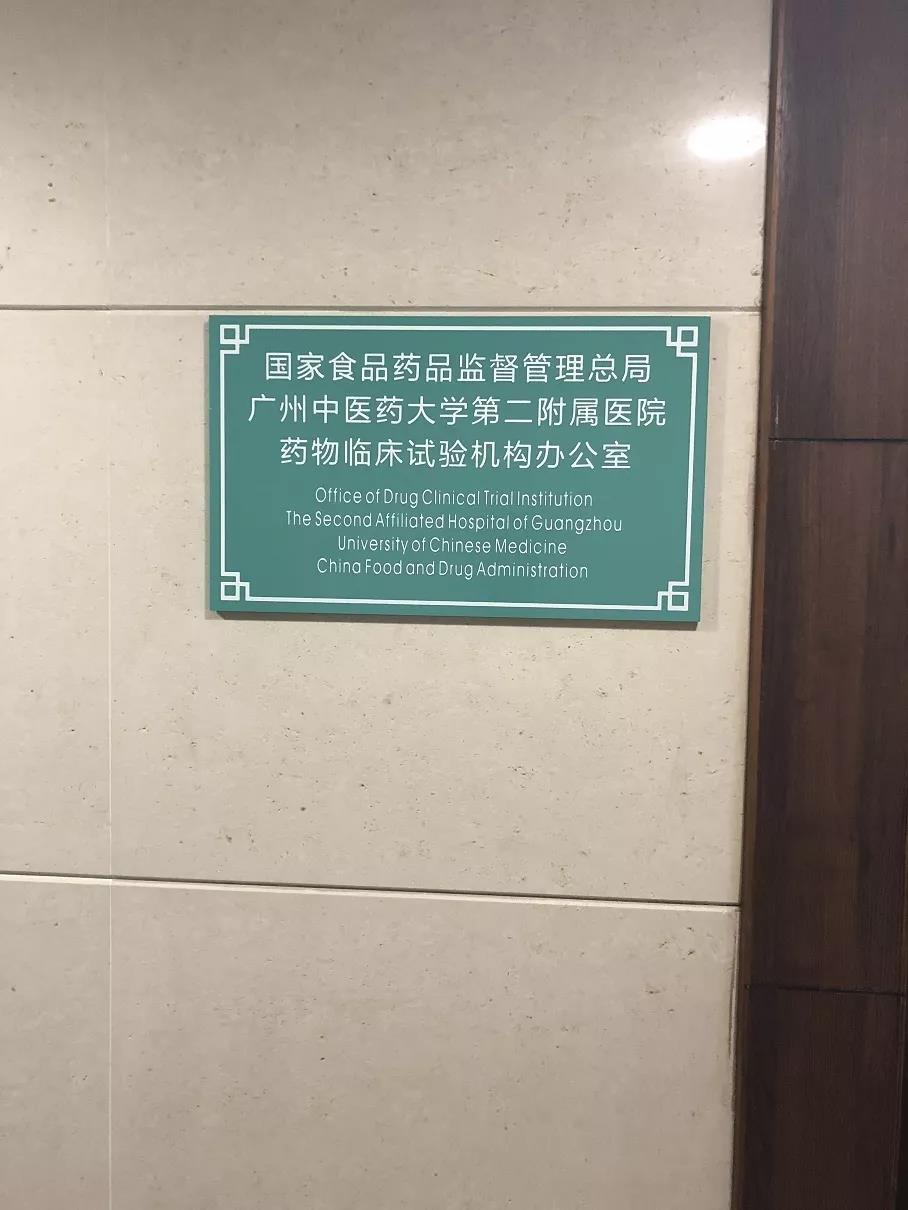 国家食品药品监督管理总局
广州中医药大学第二附属医院
药物临床试验机构办公室
Office of Drug Clinical Trial Institution
The Second Affiliated Hospital of Guangzhou
University of Chinese Medicine
China Food and Drug Administration